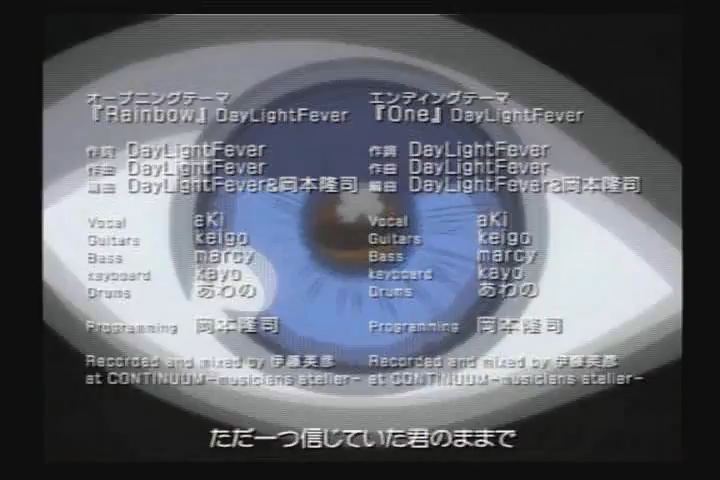 オープニングテーマ
『Rainbow』DayLightFever
作詞 DayLightFever
作曲 DayLightFever
編曲 DayLightFever&岡本隆司
Vocal aKi
Guitars keigo
Bass marcy
keyboard kayo
Drums あわの
Programming 岡本隆司
Recorded and mixed by 伊藤英彦
at CONTINUUM-musicians atelier-
エンディングテーマ
『One』DayLightFever
作詞 DayLightFever
作曲 DayLightFever
編曲 DayLightFever&岡本隆司
Vocal aKi
Guitars keigo
Bass marcy
keyboard kayo
Drums あわの
Programming 岡本隆司
Recorded and mixed by 伊藤英彦
at CONTINUUM-musicians atelier-
ただ一つ信じていた君のままで